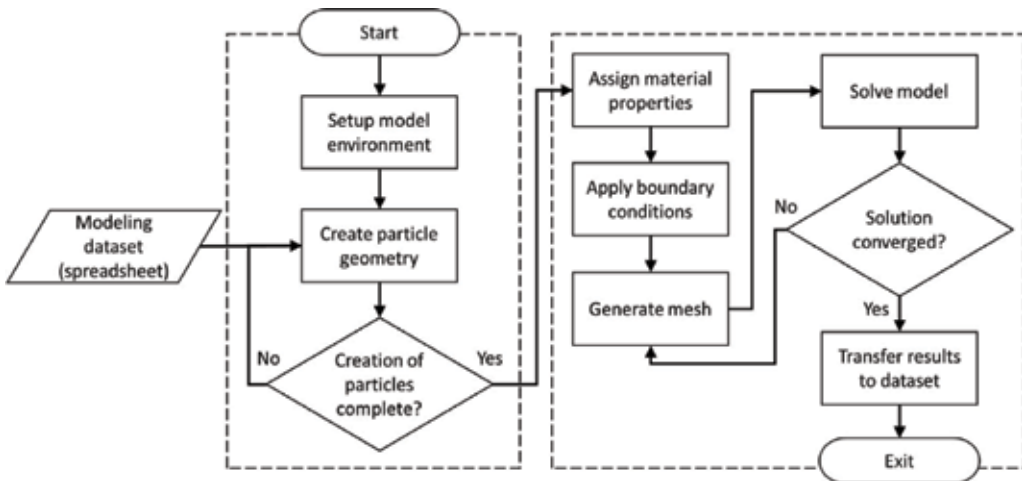 Start
Setup model
environment
Modeling
dataset
(spreadsheet)
Create particle
geometry
No
Creation of
particles
complete?
Yes
Assign material
properties
Apply boundary
conditions
Generate mesh
Solve model
No
Solution
converged?
Yes
Transfer results
to dataset
Exit